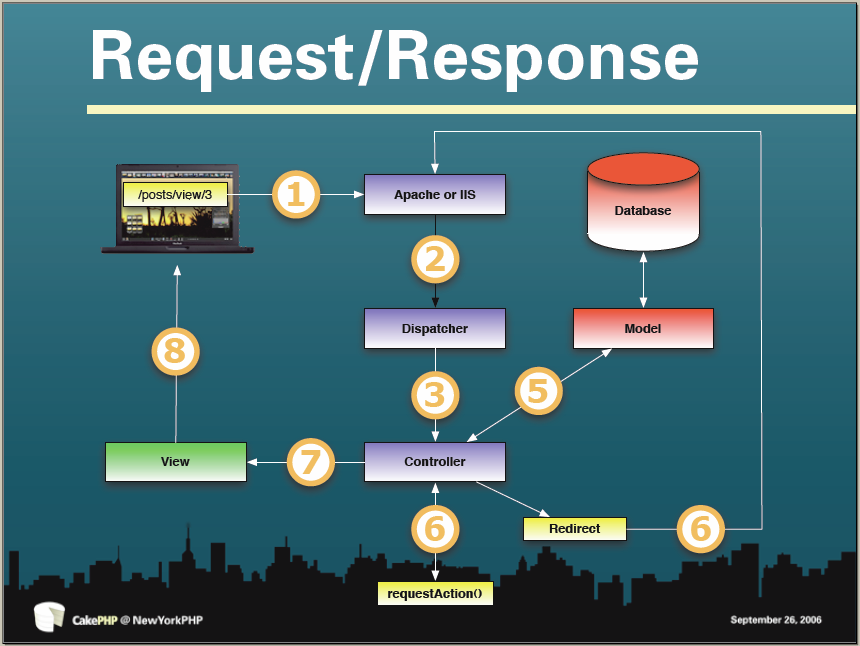 Request/Response
/posts/view/3
1
Apache or IIS
Database
2
Dispatcher
Model
8
3
5
View
7
Controller
6
Redirect
6
requestAction()
CakePHP @ NewYorkPHP
September 26, 2006